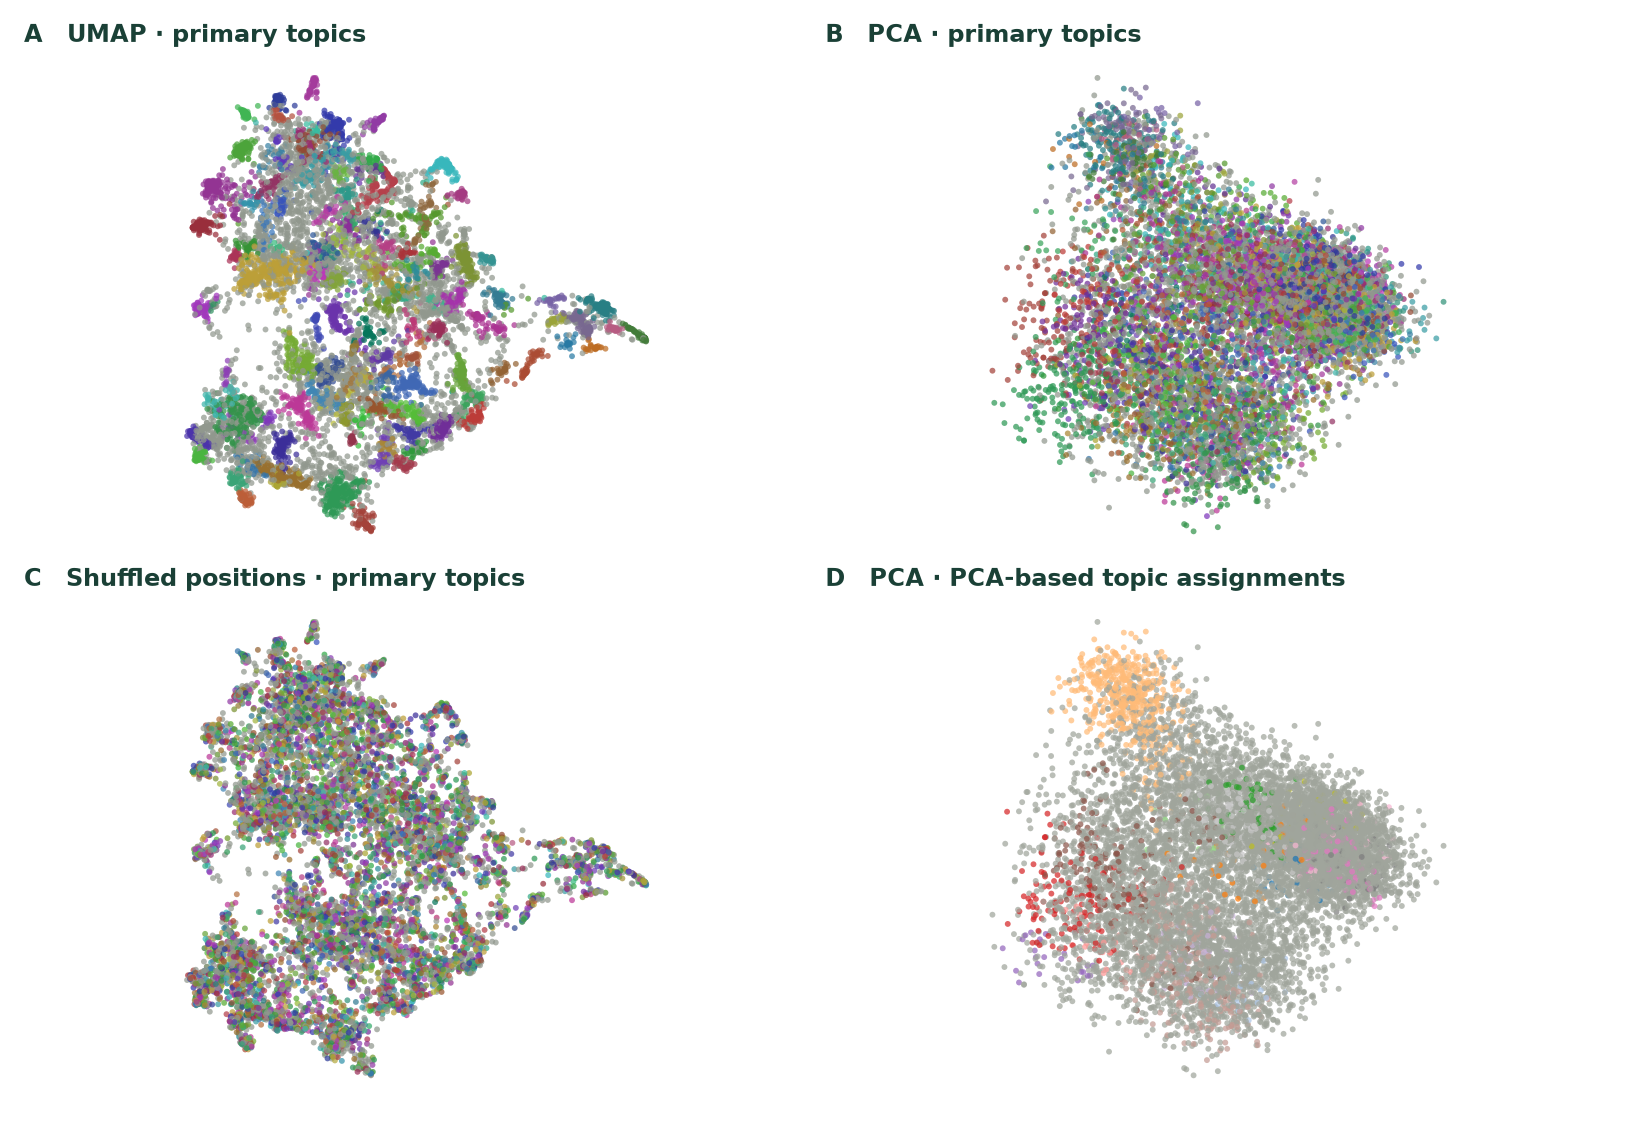 A UMAP · primary topics
B PCA · primary topics
C Shuffled positions · primary topics
D PCA · PCA-based topic assignments